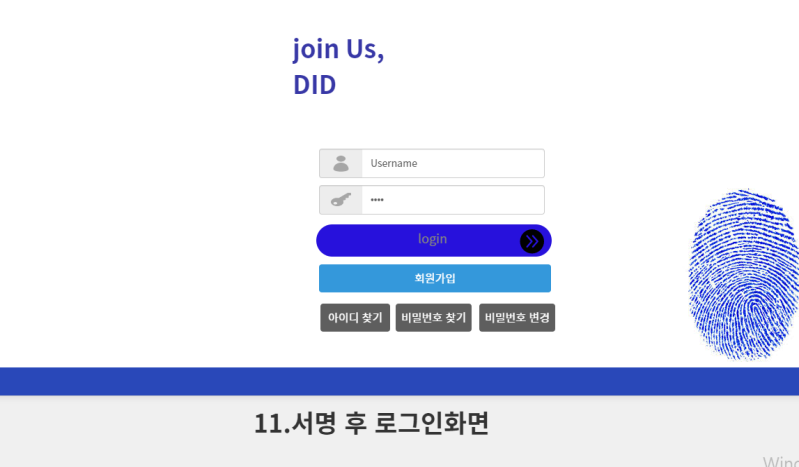 join Us,
DID
Username
••••
login
회원가입
아이디 찾기 비밀번호 찾기 비밀번호 변경
11.서명 후 로그인화면